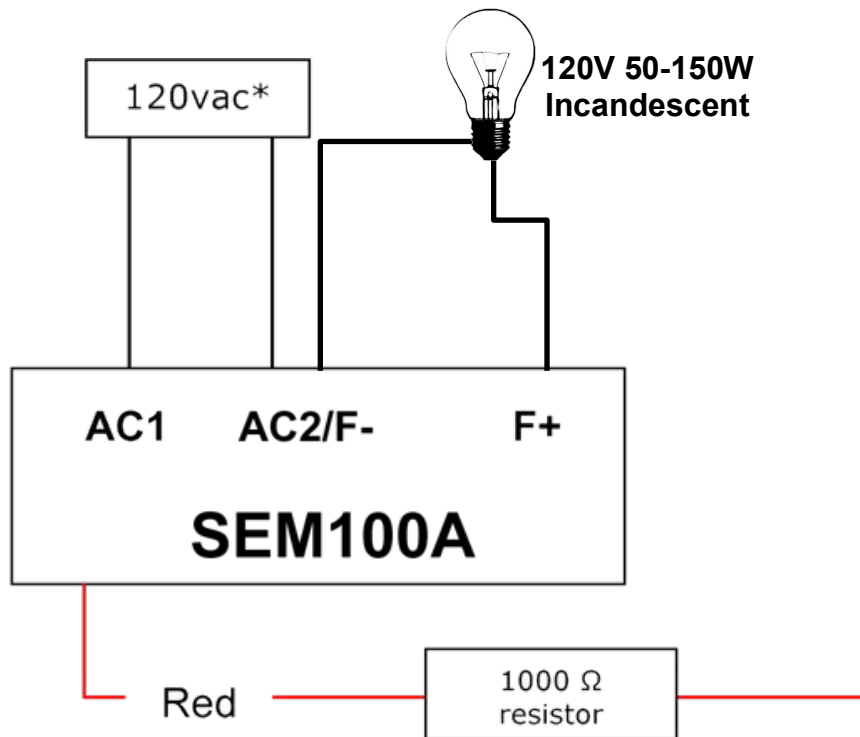 120V 50-150W
Incandescent
120vac*
AC1 AC2/F- F+
SEM100A
Red
1000 Ω
resistor